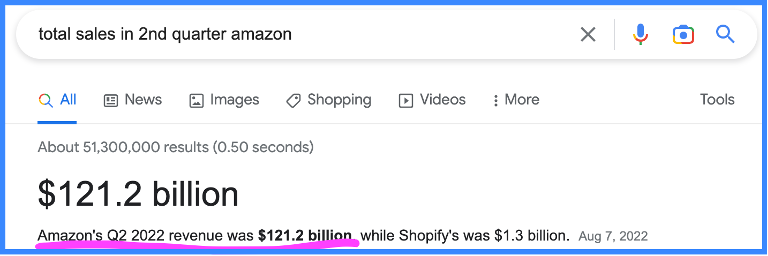 total sales in 2nd quarter amazon
All News Images Shopping Videos More Tools
About 51,300,000 results (0.50 seconds)
$121.2 billion
Amazon's Q2 2022 revenue was $121.2 billion, while Shopify's was $1.3 billion. Aug 7, 2022